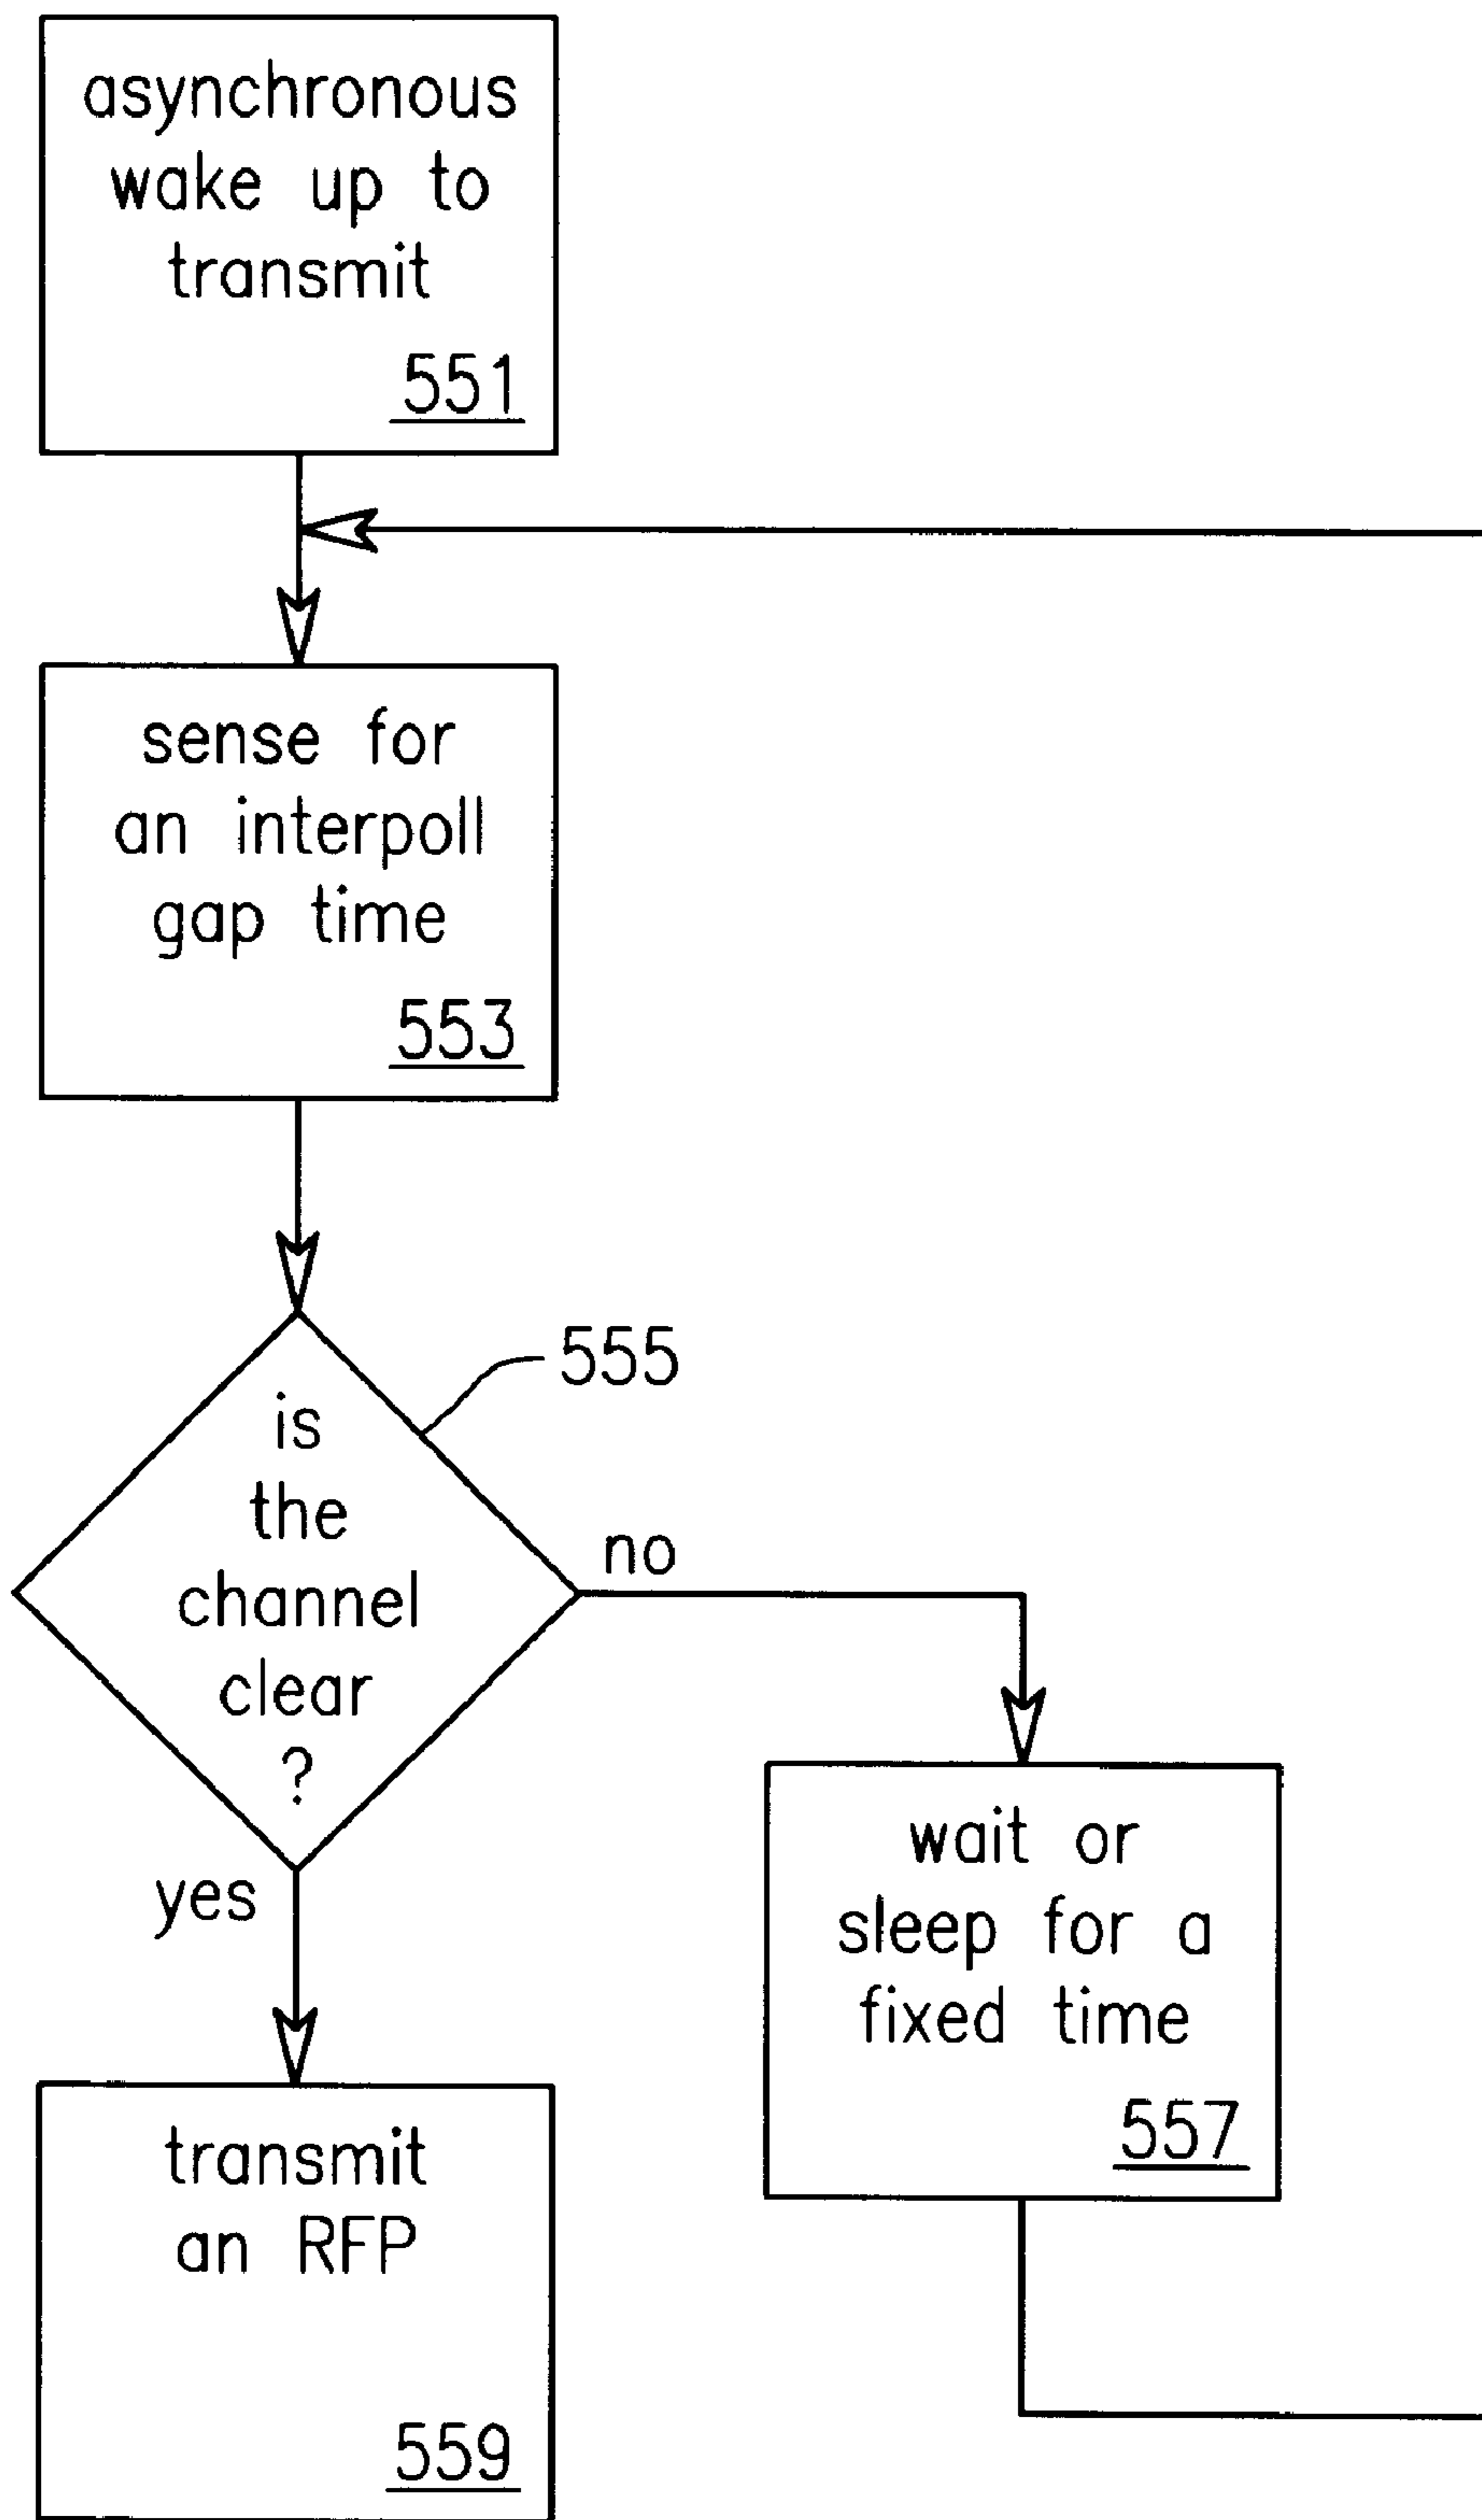 asynchronous
wake up to
transmit
551
sense for
an interpoll
gap time
553
555
is
the
channel
clear
?
no
yes
wait or
sleep for a
fixed time
557
transmit
an RFP
559